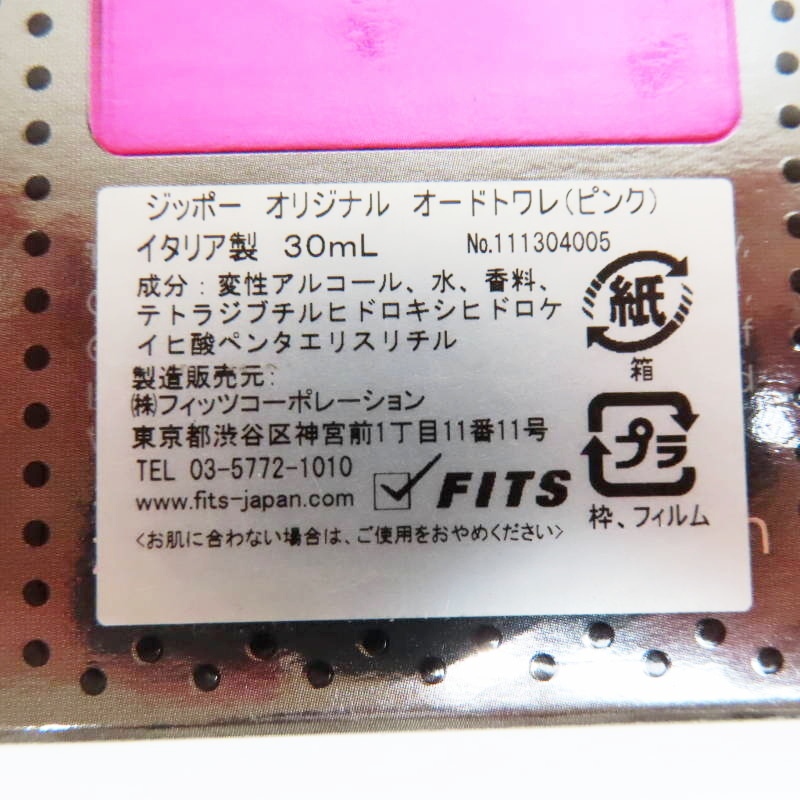 ジッポー オリジナル オードトワレ(ピンク)
イタリア製 30mL No.111304005
成分：変性アルコール、水、香料、
テトラジブチルヒドロキシヒドロケ
イヒ酸ペンタエリスリチル
製造販売元：
㈱フィッツコーポレーション
東京都渋谷区神宮前1丁目11番11号
TEL 03-5772-1010
www.fits-japan.com
FITS
<お肌に合わない場合は、ご使用をおやめください>
紙
箱
プラ
枠、フィルム